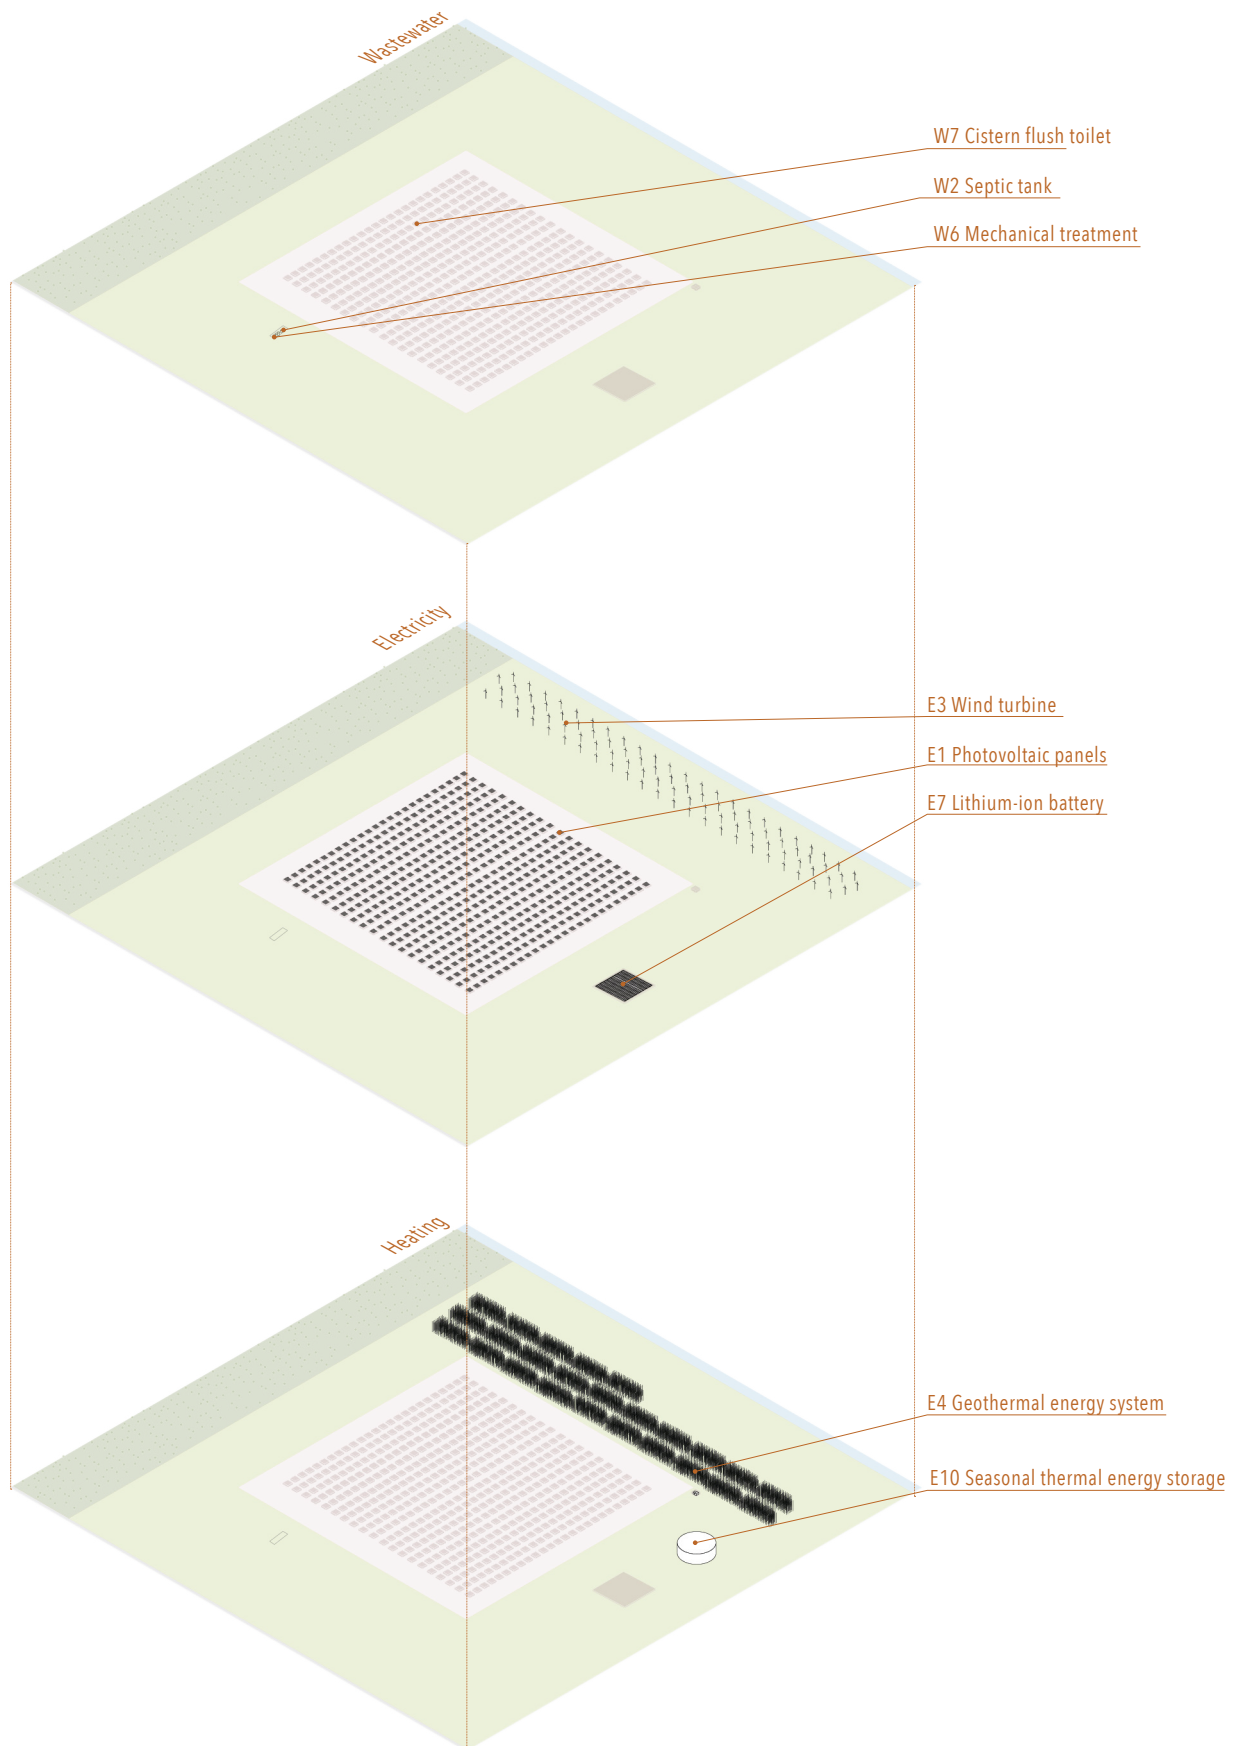 Wastewater
W7 Cistern flush toilet
W2 Septic tank
W6 Mechanical treatment
Electricity
E3 Wind turbine
E1 Photovoltaic panels
E7 Lithium-ion battery
Heating
E4 Geothermal energy system
E10 Seasonal thermal energy storage